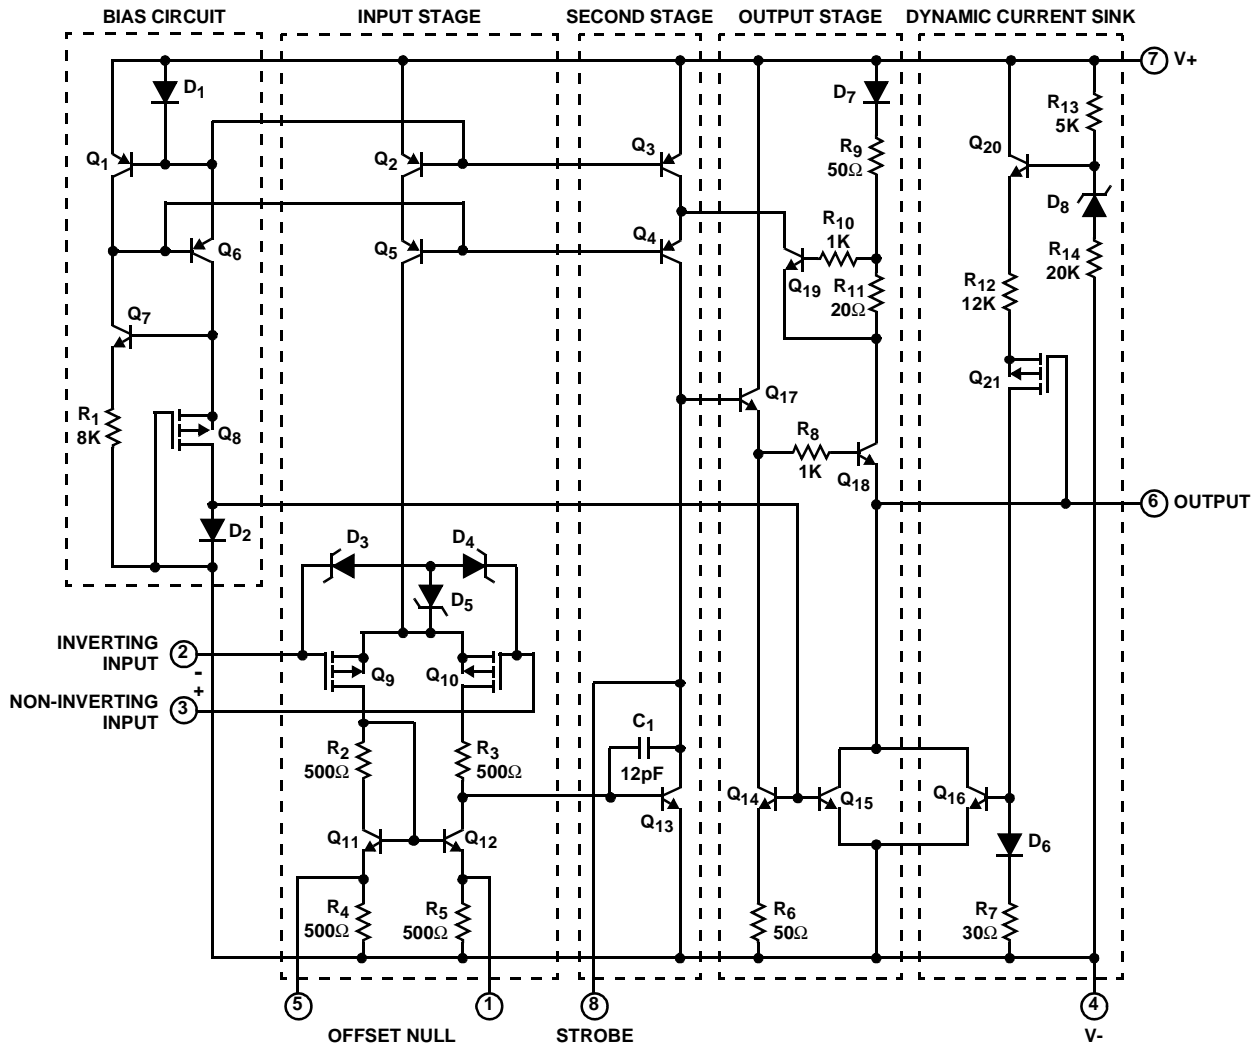 BIAS CIRCUIT
INPUT STAGE
SECOND STAGE
OUTPUT STAGE
DYNAMIC CURRENT SINK
7 V+
D1
D7
R13
5K
Q1
Q2
Q3
R9
50Ω
Q20
D8
Q6
Q5
Q4
R10
1K
Q19
R11
20Ω
R12
12K
R14
20K
Q7
R1
8K
Q8
Q17
Q21
R8
1K
Q18
6 OUTPUT
D2
D3
D4
D5
INVERTING
INPUT
2
-
+
NON-INVERTING
INPUT
3
Q9
Q10
R2
500Ω
R3
500Ω
C1
12pF
Q13
Q14
Q15
Q16
Q11
Q12
D6
R4
500Ω
R5
500Ω
R6
50Ω
R7
30Ω
5
1
8
4
OFFSET NULL
STROBE
V-